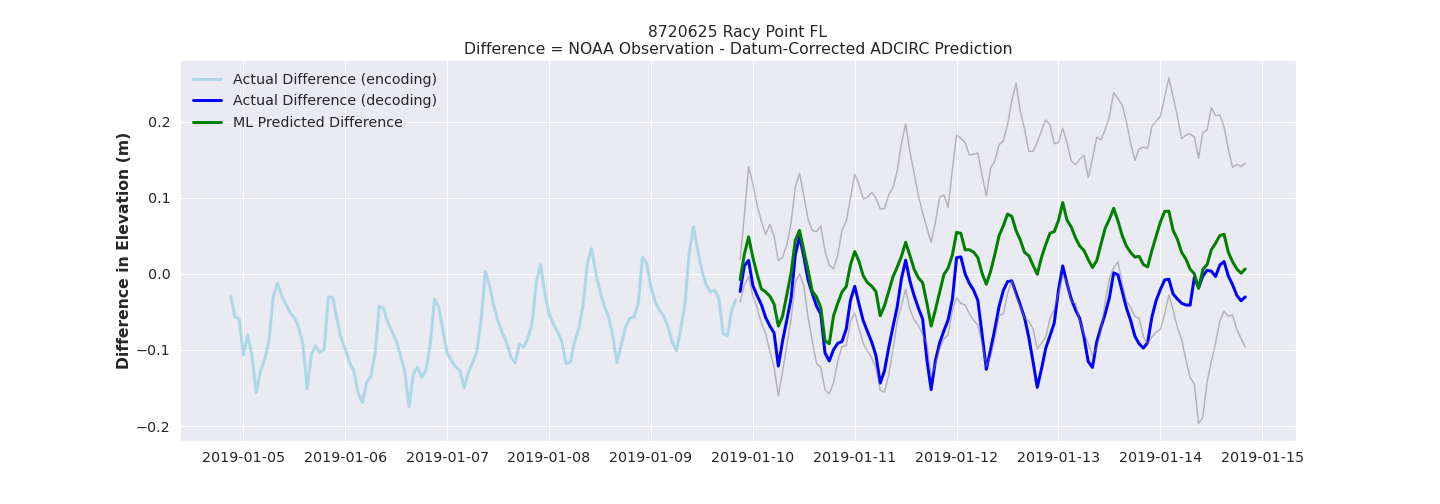 8720625 Racy Point FL
Difference = NOAA Observation - Datum-Corrected ADCIRC Prediction
Actual Difference (encoding)
Actual Difference (decoding)
ML Predicted Difference
Difference in Elevation (m)
0.2
0.1
0.0
−0.1
−0.2
2019-01-05 2019-01-06 2019-01-07 2019-01-08 2019-01-09 2019-01-10 2019-01-11 2019-01-12 2019-01-13 2019-01-14 2019-01-15